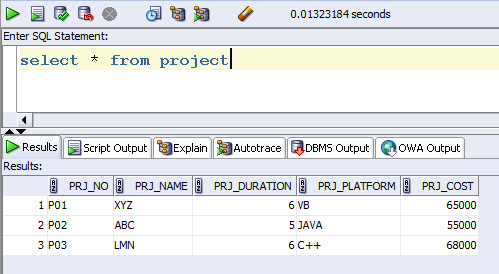 0.01323184 seconds
Enter SQL Statement:
select * from project
Results Script Output Explain Autotrace DBMS Output OWA Output
Results:
PRJ_NO PRJ_NAME PRJ_DURATION PRJ_PLATFORM PRJ_COST
1 P01 XYZ 6 VB 65000
2 P02 ABC 5 JAVA 55000
3 P03 LMN 6 C++ 68000